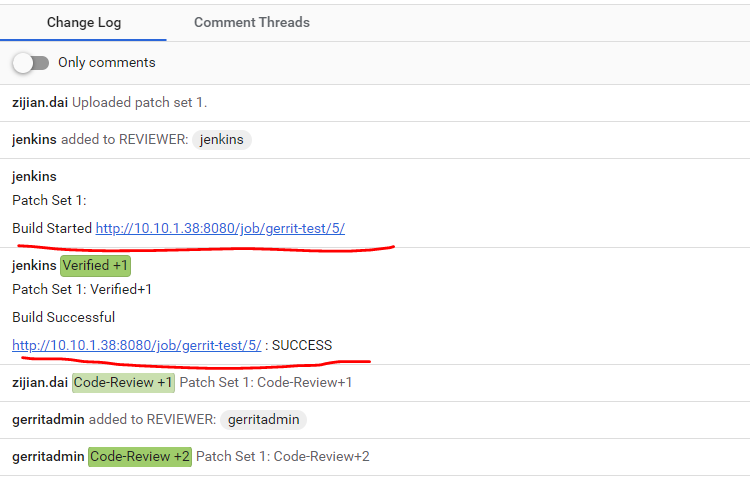 Change Log Comment Threads
Only comments
zijian.dai Uploaded patch set 1.
jenkins added to REVIEWER: jenkins
jenkins
Patch Set 1:
Build Started http://10.10.1.38:8080/job/gerrit-test/5/
jenkins Verified +1
Patch Set 1: Verified+1
Build Successful
http://10.10.1.38:8080/job/gerrit-test/5/ : SUCCESS
zijian.dai Code-Review +1 Patch Set 1: Code-Review+1
gerritadmin added to REVIEWER: gerritadmin
gerritadmin Code-Review +2 Patch Set 1: Code-Review+2